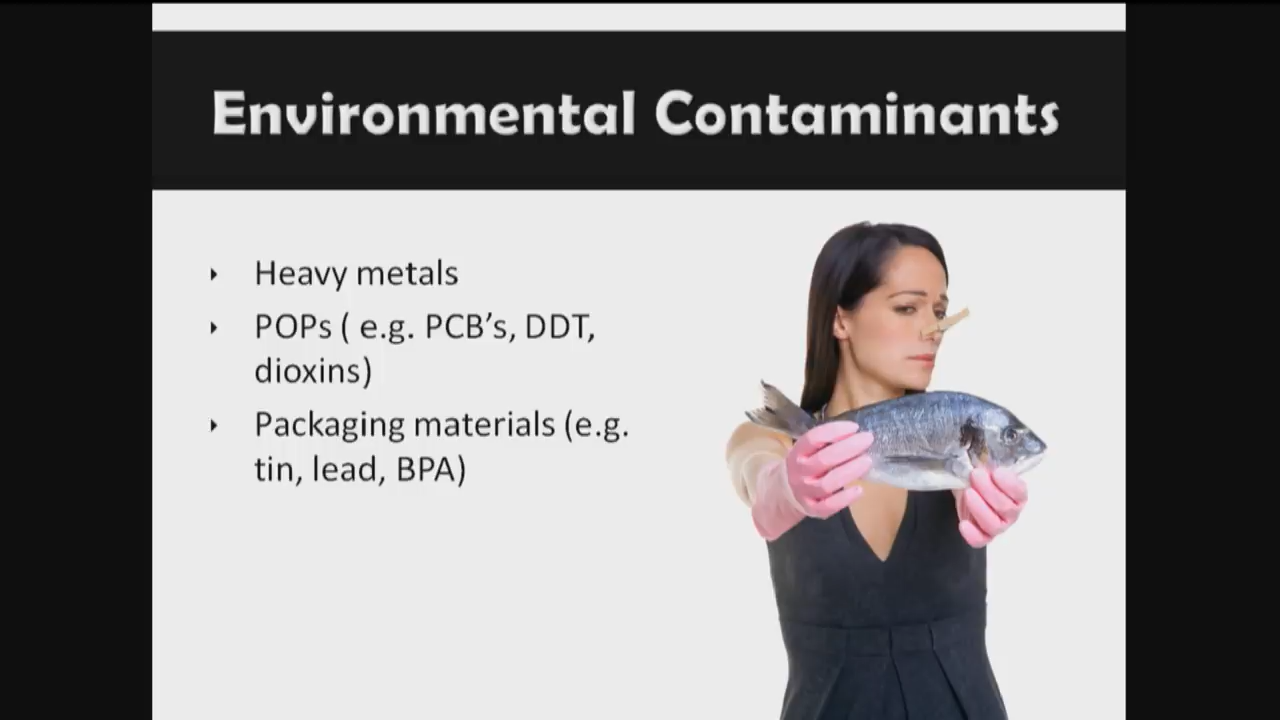 Environmental Contaminants
Heavy metals
POPs ( e.g. PCB’s, DDT,
dioxins)
Packaging materials (e.g.
tin, lead, BPA)